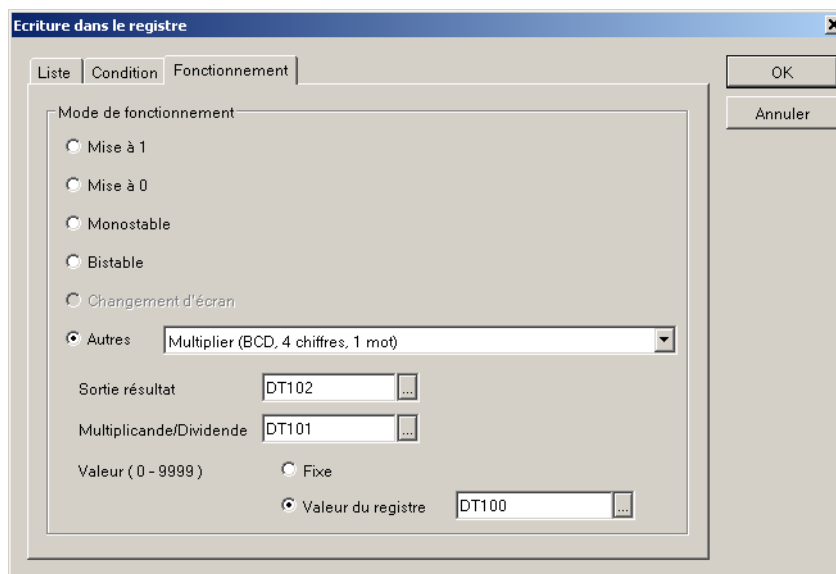 Ecriture dans le registre
Liste Condition Fonctionnement
OK
Annuler
Mode de fonctionnement
Mise à 1
Mise à 0
Monostable
Bistable
Changement d'écran
Autres Multiplier (BCD, 4 chiffres, 1 mot)
Sortie résultat DT102 ...
Multiplicande/Dividende DT101 ...
Valeur ( 0 - 9999 ) Fixe
Valeur du registre DT100 ...